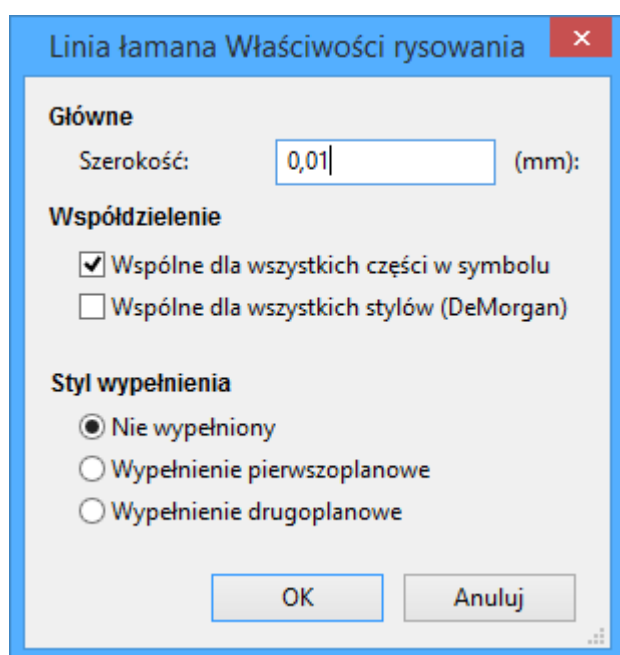 Linia łamana Właściwości rysowania
Główne
Szerokość: 0,01 (mm):
Współdzielenie
Wspólne dla wszystkich części w symbolu
Wspólne dla wszystkich stylów (DeMorgan)
Styl wypełnienia
Nie wypełniony
Wypełnienie pierwszoplanowe
Wypełnienie drugoplanowe
OK Anuluj